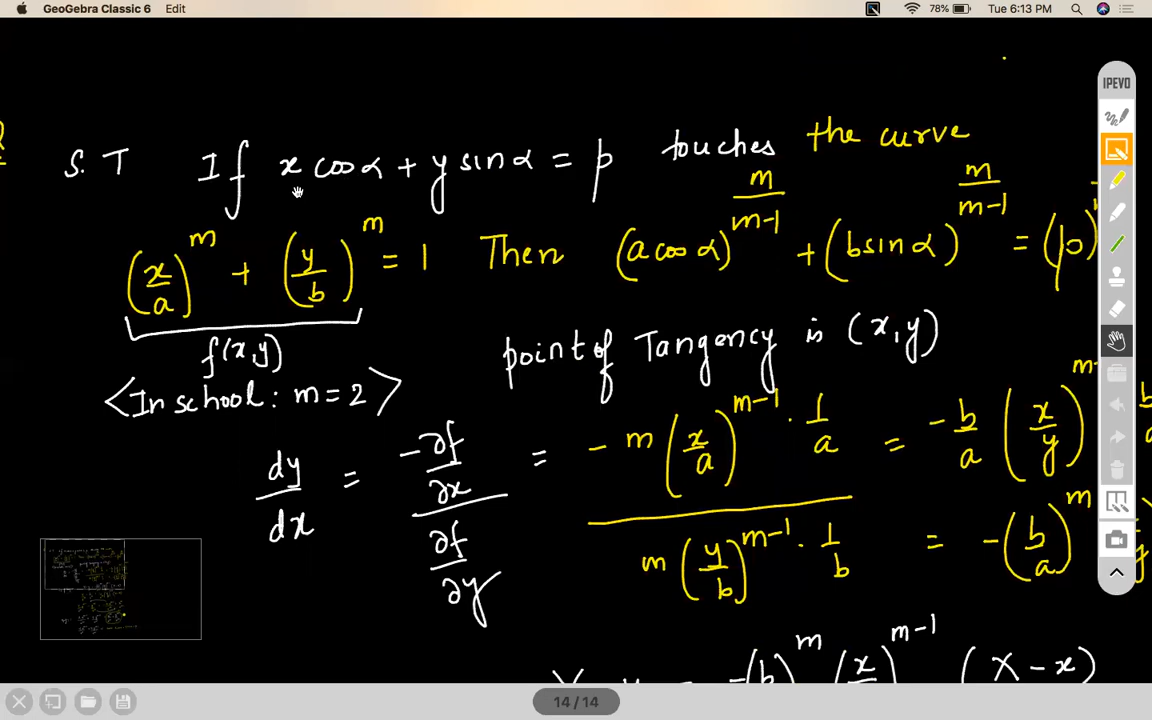 GeoGebra Classic 6 Edit 78% Tue 6:13 PM
IPEVO
S.T If x cos α + y sin α = p touches the curve
(x/a)^m + (y/b)^m = 1 Then (a cos α)^(m/(m-1)) + (b sin α)^(m/(m-1)) = (p)
f(x,y) point of Tangency is (x,y)
<In school: m=2>
dy/dx = -∂f/∂x / ∂f/∂y = -m (x/a)^(m-1) · 1/a / m (y/b)^(m-1) · 1/b = -b/a (x/y)^(m-
= -(b/a)^m
-(b)^m (x/ )^(m-1) (X-x)
14/14